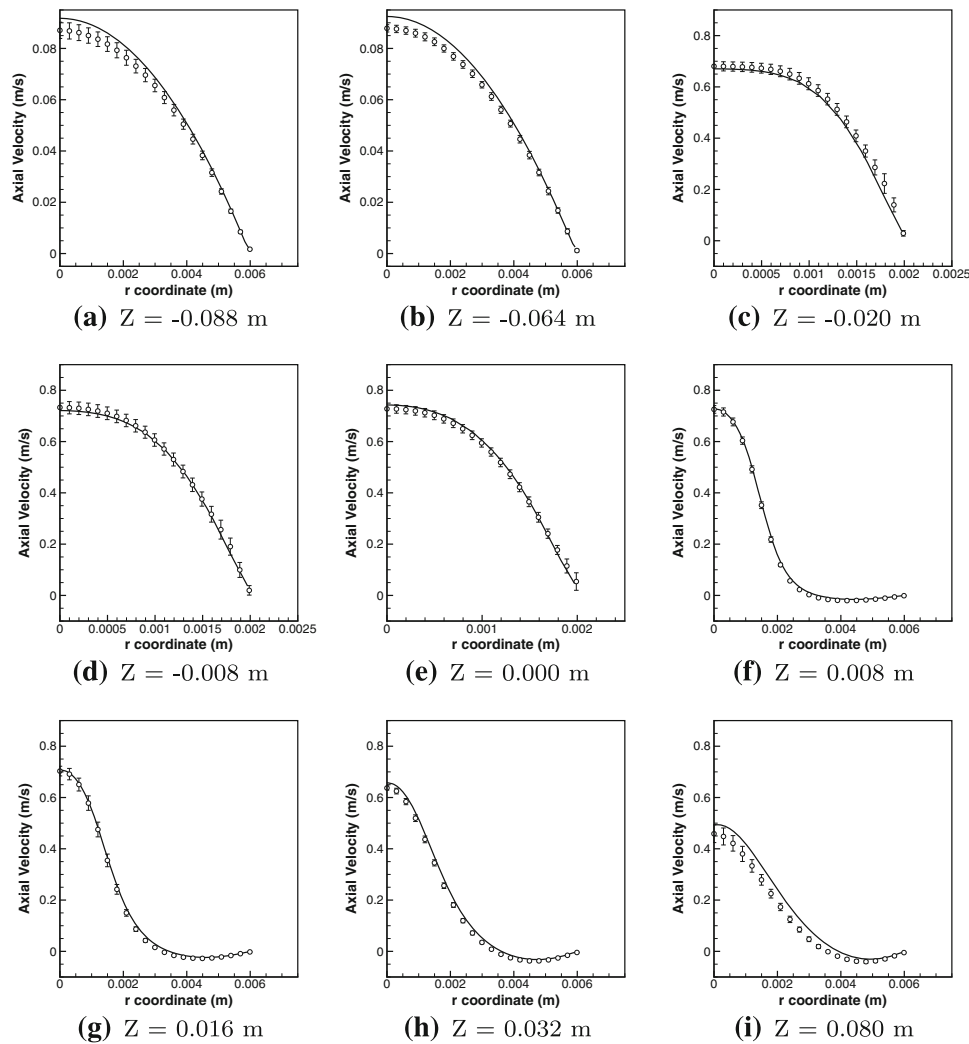 0.08
0.06
0.04
0.02
0
Axial Velocity (m/s)
0 0.002 0.004 0.006
r coordinate (m)
(a) Z = -0.088 m
0.08
0.06
0.04
0.02
0
Axial Velocity (m/s)
0 0.002 0.004 0.006
r coordinate (m)
(b) Z = -0.064 m
0.8
0.6
0.4
0.2
0
Axial Velocity (m/s)
0 0.0005 0.001 0.0015 0.002 0.0025
r coordinate (m)
(c) Z = -0.020 m
0.8
0.6
0.4
0.2
0
Axial Velocity (m/s)
0 0.0005 0.001 0.0015 0.002 0.0025
r coordinate (m)
(d) Z = -0.008 m
0.8
0.6
0.4
0.2
0
Axial Velocity (m/s)
0 0.001 0.002
r coordinate (m)
(e) Z = 0.000 m
0.8
0.6
0.4
0.2
0
Axial Velocity (m/s)
0 0.002 0.004 0.006
r coordinate (m)
(f) Z = 0.008 m
0.8
0.6
0.4
0.2
0
Axial Velocity (m/s)
0 0.002 0.004 0.006
r coordinate (m)
(g) Z = 0.016 m
0.8
0.6
0.4
0.2
0
Axial Velocity (m/s)
0 0.002 0.004 0.006
r coordinate (m)
(h) Z = 0.032 m
0.8
0.6
0.4
0.2
0
Axial Velocity (m/s)
0 0.002 0.004 0.006
r coordinate (m)
(i) Z = 0.080 m